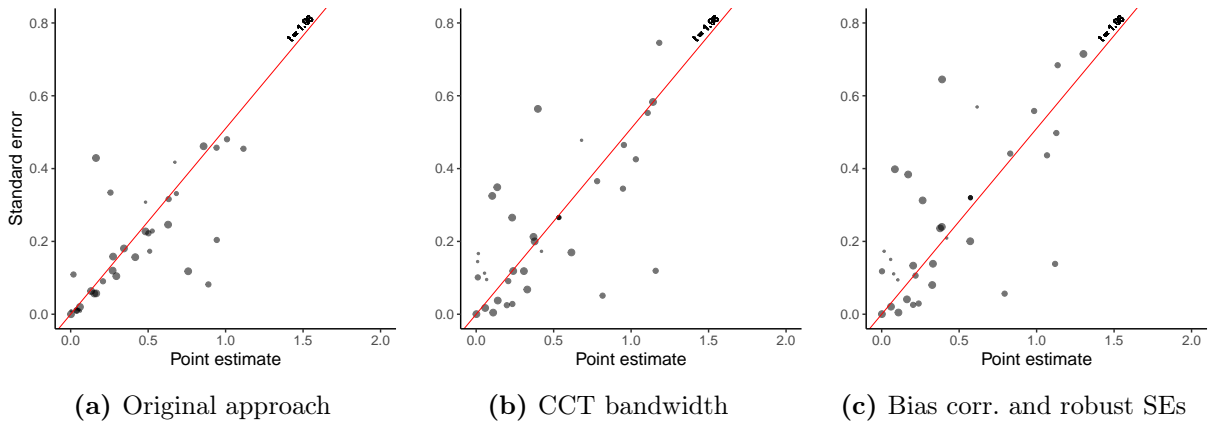 0.8
0.6
0.4
0.2
0.0
Standard error
t = 1.96
0.0 0.5 1.0 1.5 2.0
Point estimate
(a) Original approach
0.8
0.6
0.4
0.2
0.0
t = 1.96
0.0 0.5 1.0 1.5 2.0
Point estimate
(b) CCT bandwidth
0.8
0.6
0.4
0.2
0.0
t = 1.96
0.0 0.5 1.0 1.5 2.0
Point estimate
(c) Bias corr. and robust SEs